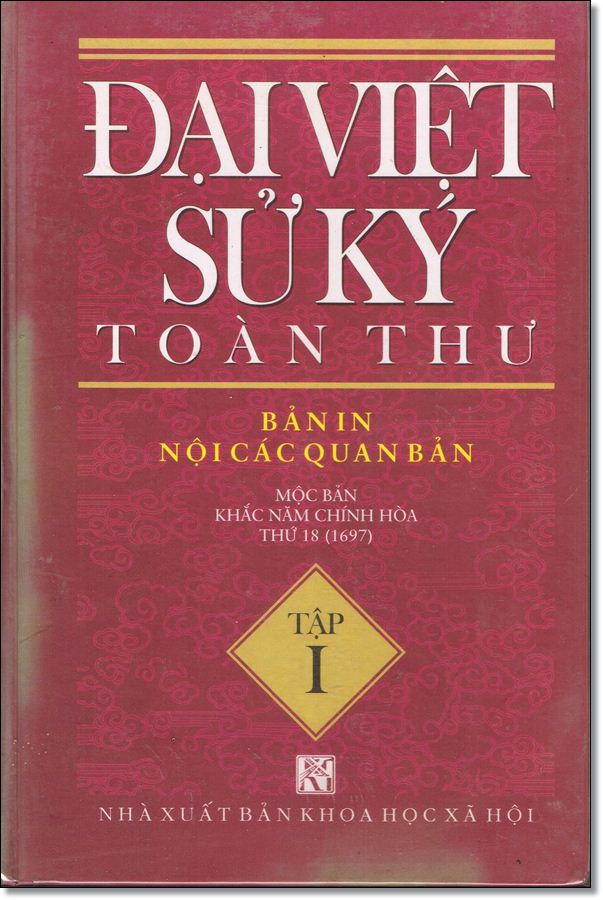 ĐẠI VIỆT
SỬ KÝ
TOÀN THƯ
BẢN IN
NỘI CÁC QUAN BẢN
MỘC BẢN
KHẮC NĂM CHÍNH HÒA
THỨ 18 (1697)
TẬP
I
NHÀ XUẤT BẢN KHOA HỌC XÃ HỘI